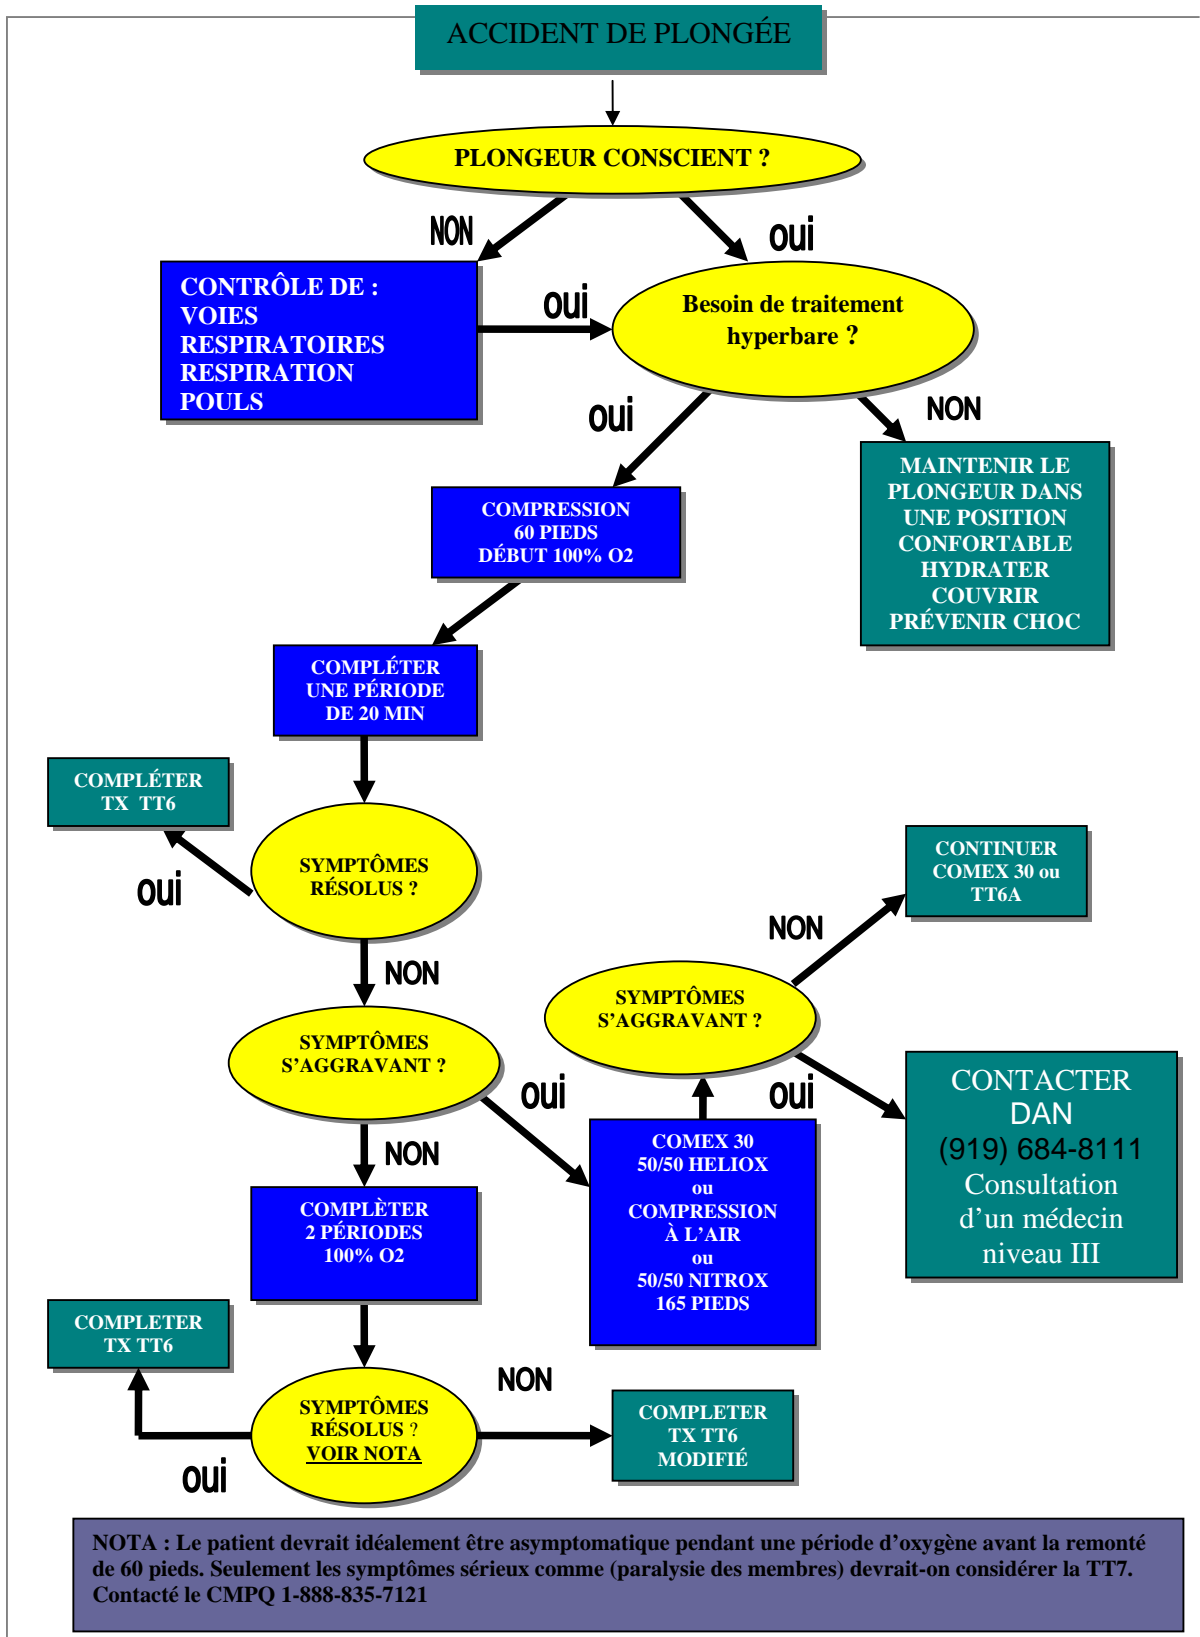 ACCIDENT DE PLONGÉE
PLONGEUR CONSCIENT ?
NON
oui
CONTRÔLE DE :
VOIES
RESPIRATOIRES
RESPIRATION
POULS
oui
Besoin de traitement
hyperbare ?
oui
NON
COMPRESSION
60 PIEDS
DÉBUT 100% O2
MAINTENIR LE
PLONGEUR DANS
UNE POSITION
CONFORTABLE
HYDRATER
COUVRIR
PRÉVENIR CHOC
COMPLÉTER
UNE PÉRIODE
DE 20 MIN
COMPLÉTER
TX TT6
oui
SYMPTÔMES
RÉSOLUS ?
NON
CONTINUER
COMEX 30 ou
TT6A
NON
SYMPTÔMES
S'AGGRAVANT ?
SYMPTÔMES
S'AGGRAVANT ?
oui
oui
CONTACTER
DAN
(919) 684-8111
Consultation
d'un médecin
niveau III
NON
COMEX 30
50/50 HELIOX
ou
COMPRESSION
À L'AIR
ou
50/50 NITROX
165 PIEDS
COMPLÈTER
2 PÉRIODES
100% O2
COMPLETER
TX TT6
oui
SYMPTÔMES
RÉSOLUS ?
VOIR NOTA
NON
COMPLETER
TX TT6
MODIFIÉ
NOTA : Le patient devrait idéalement être asymptomatique pendant une période d'oxygène avant la remonté
de 60 pieds. Seulement les symptômes sérieux comme (paralysie des membres) devrait-on considérer la TT7.
Contacté le CMPQ 1-888-835-7121